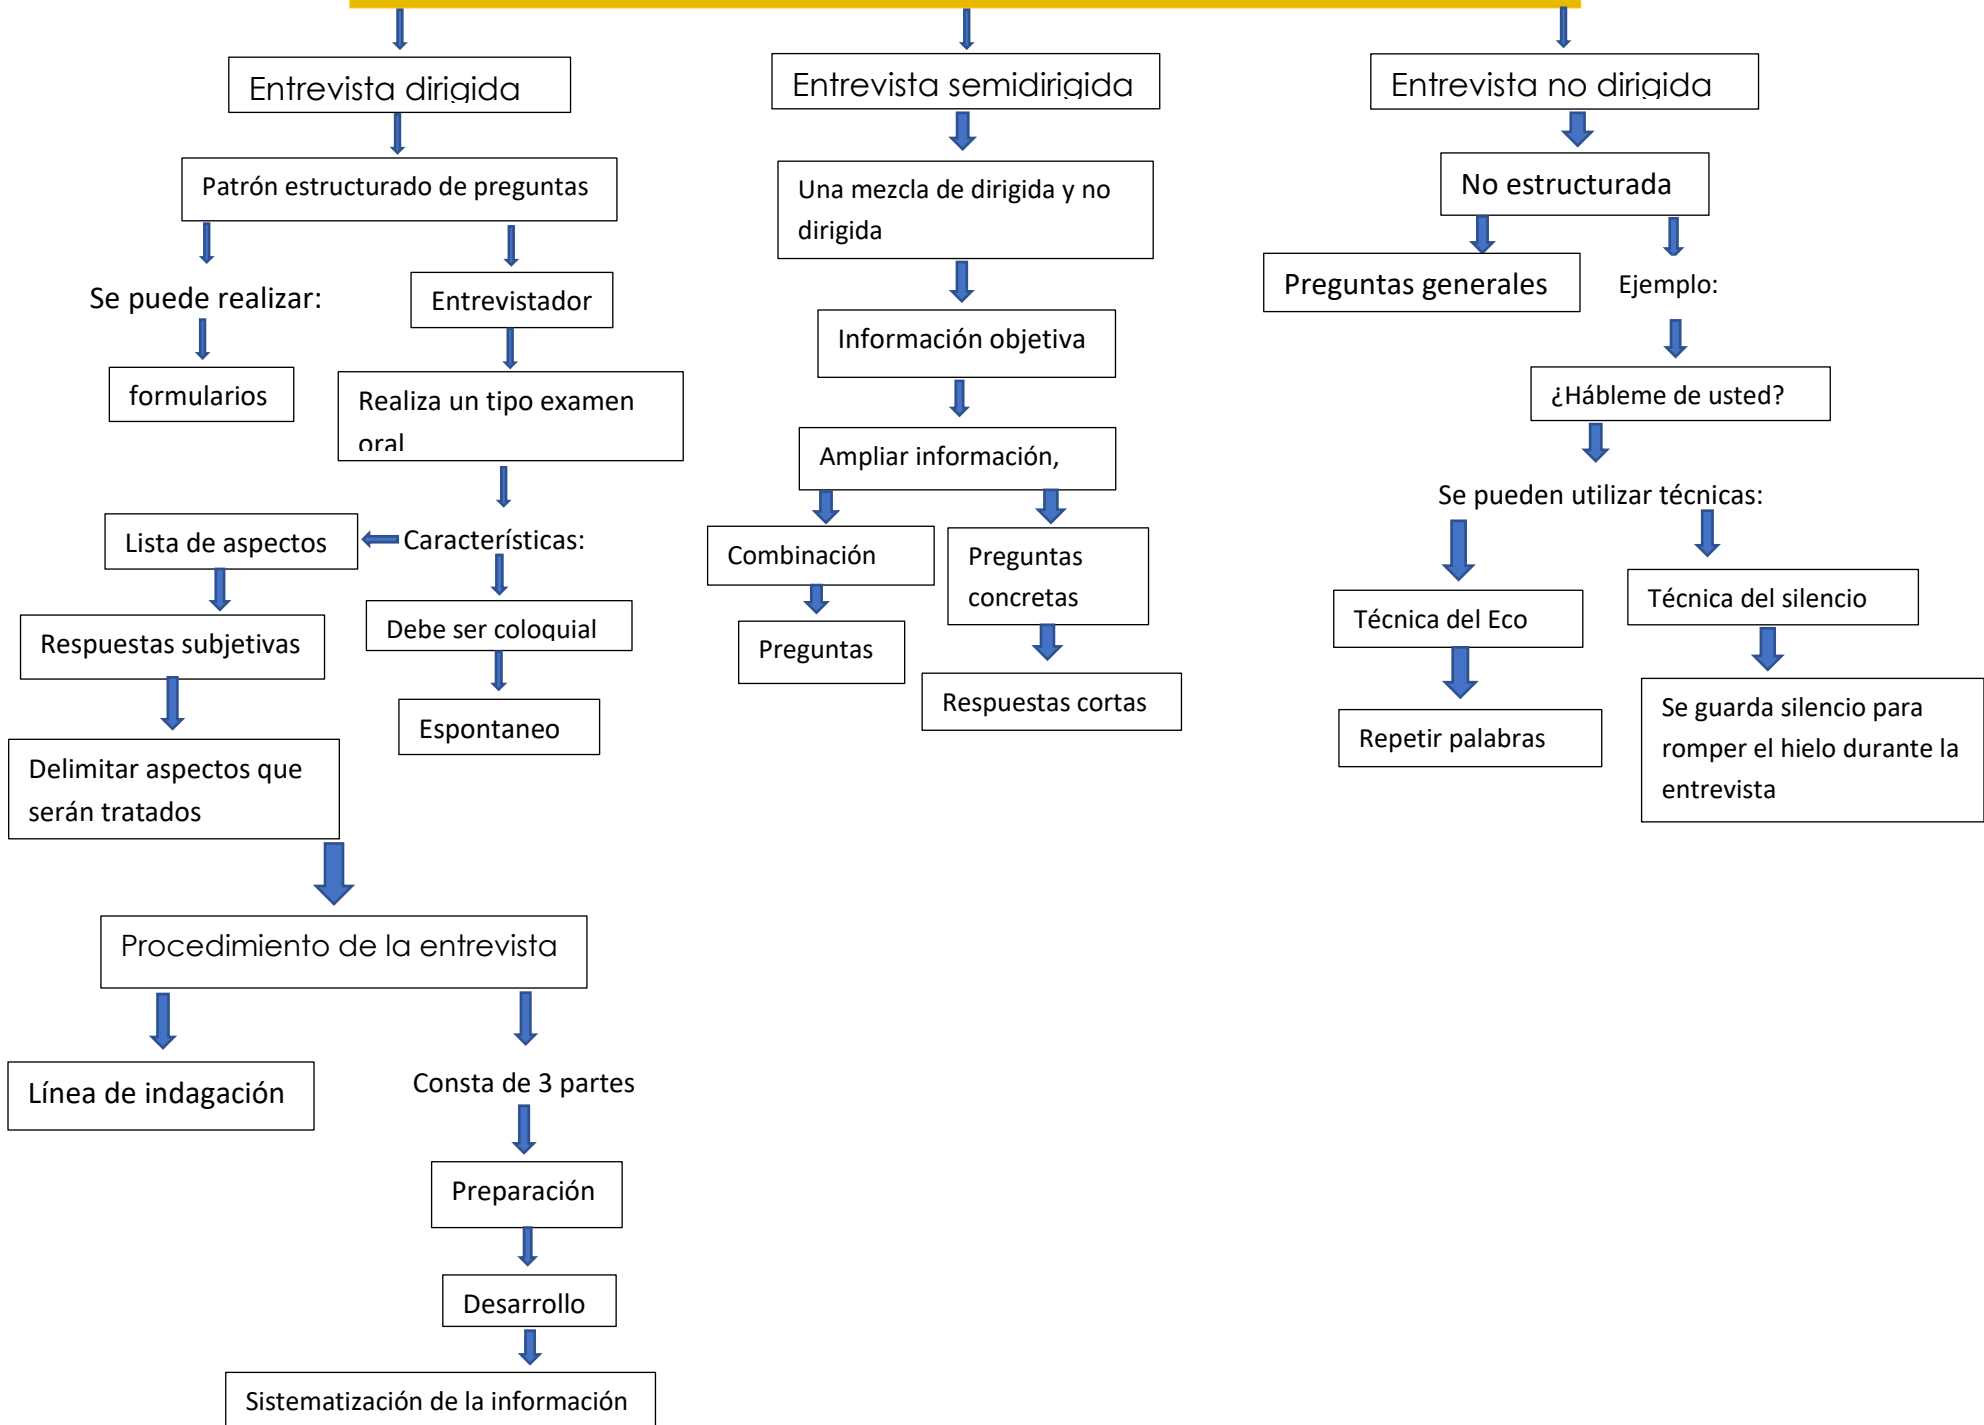 Entrevista dirigida
Patrón estructurado de preguntas
Se puede realizar:
formularios
Entrevistador
Realiza un tipo examen
oral
Características:
Lista de aspectos
Respuestas subjetivas
Delimitar aspectos que
serán tratados
Debe ser coloquial
Espontaneo
Procedimiento de la entrevista
Línea de indagación
Consta de 3 partes
Preparación
Desarrollo
Sistematización de la información
Entrevista semidirigida
Una mezcla de dirigida y no
dirigida
Información objetiva
Ampliar información,
Combinación
Preguntas
Preguntas
concretas
Respuestas cortas
Entrevista no dirigida
No estructurada
Preguntas generales
Ejemplo:
¿Hábleme de usted?
Se pueden utilizar técnicas:
Técnica del Eco
Repetir palabras
Técnica del silencio
Se guarda silencio para
romper el hielo durante la
entrevista